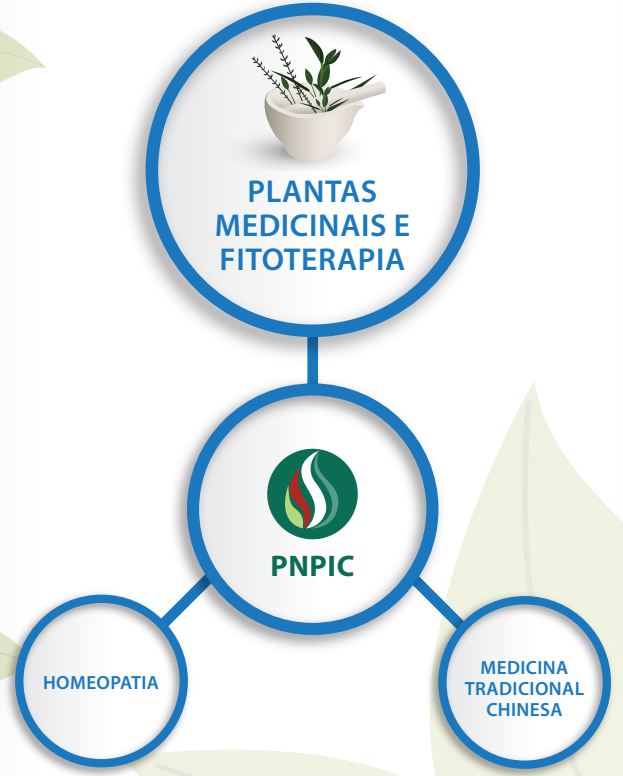 PLANTAS
MEDICINAIS E
FITOTERAPIA
PNPIC
HOMEOPATIA
MEDICINA
TRADICIONAL
CHINESA